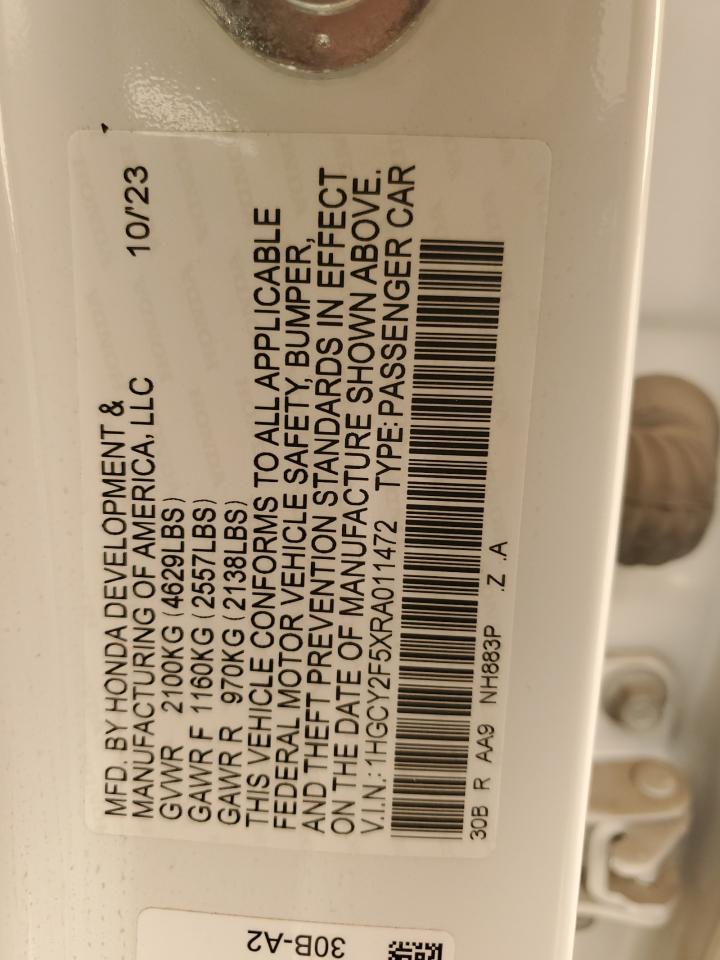 MFD. BY HONDA DEVELOPMENT &
MANUFACTURING OF AMERICA, LLC 10/'23
GVWR 2100KG (4629LBS)
GAWR F 1160KG (2557LBS)
GAWR R 970KG (2138LBS)
THIS VEHICLE CONFORMS TO ALL APPLICABLE
FEDERAL MOTOR VEHICLE SAFETY, BUMPER,
AND THEFT PREVENTION STANDARDS IN EFFECT
ON THE DATE OF MANUFACTURE SHOWN ABOVE.
V.I.N.: 1HGCY2F5XRA011472 TYPE: PASSENGER CAR
30B R AA9 NH883P .Z .A
30B-A2